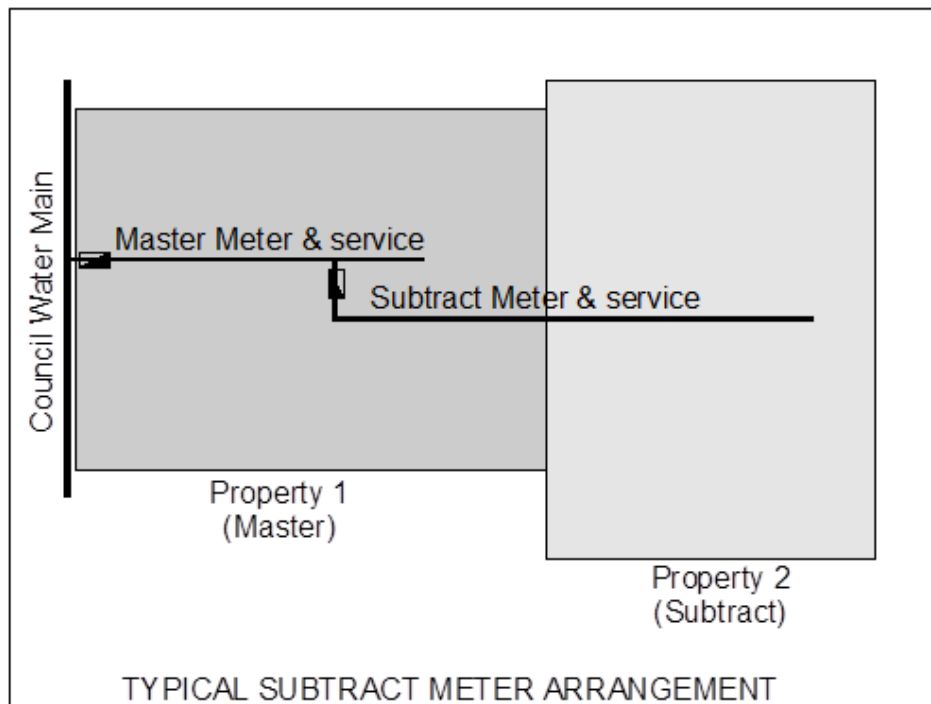 Council Water Main
Master Meter & service
Subtract Meter & service
Property 1
(Master)
Property 2
(Subtract)
TYPICAL SUBTRACT METER ARRANGEMENT